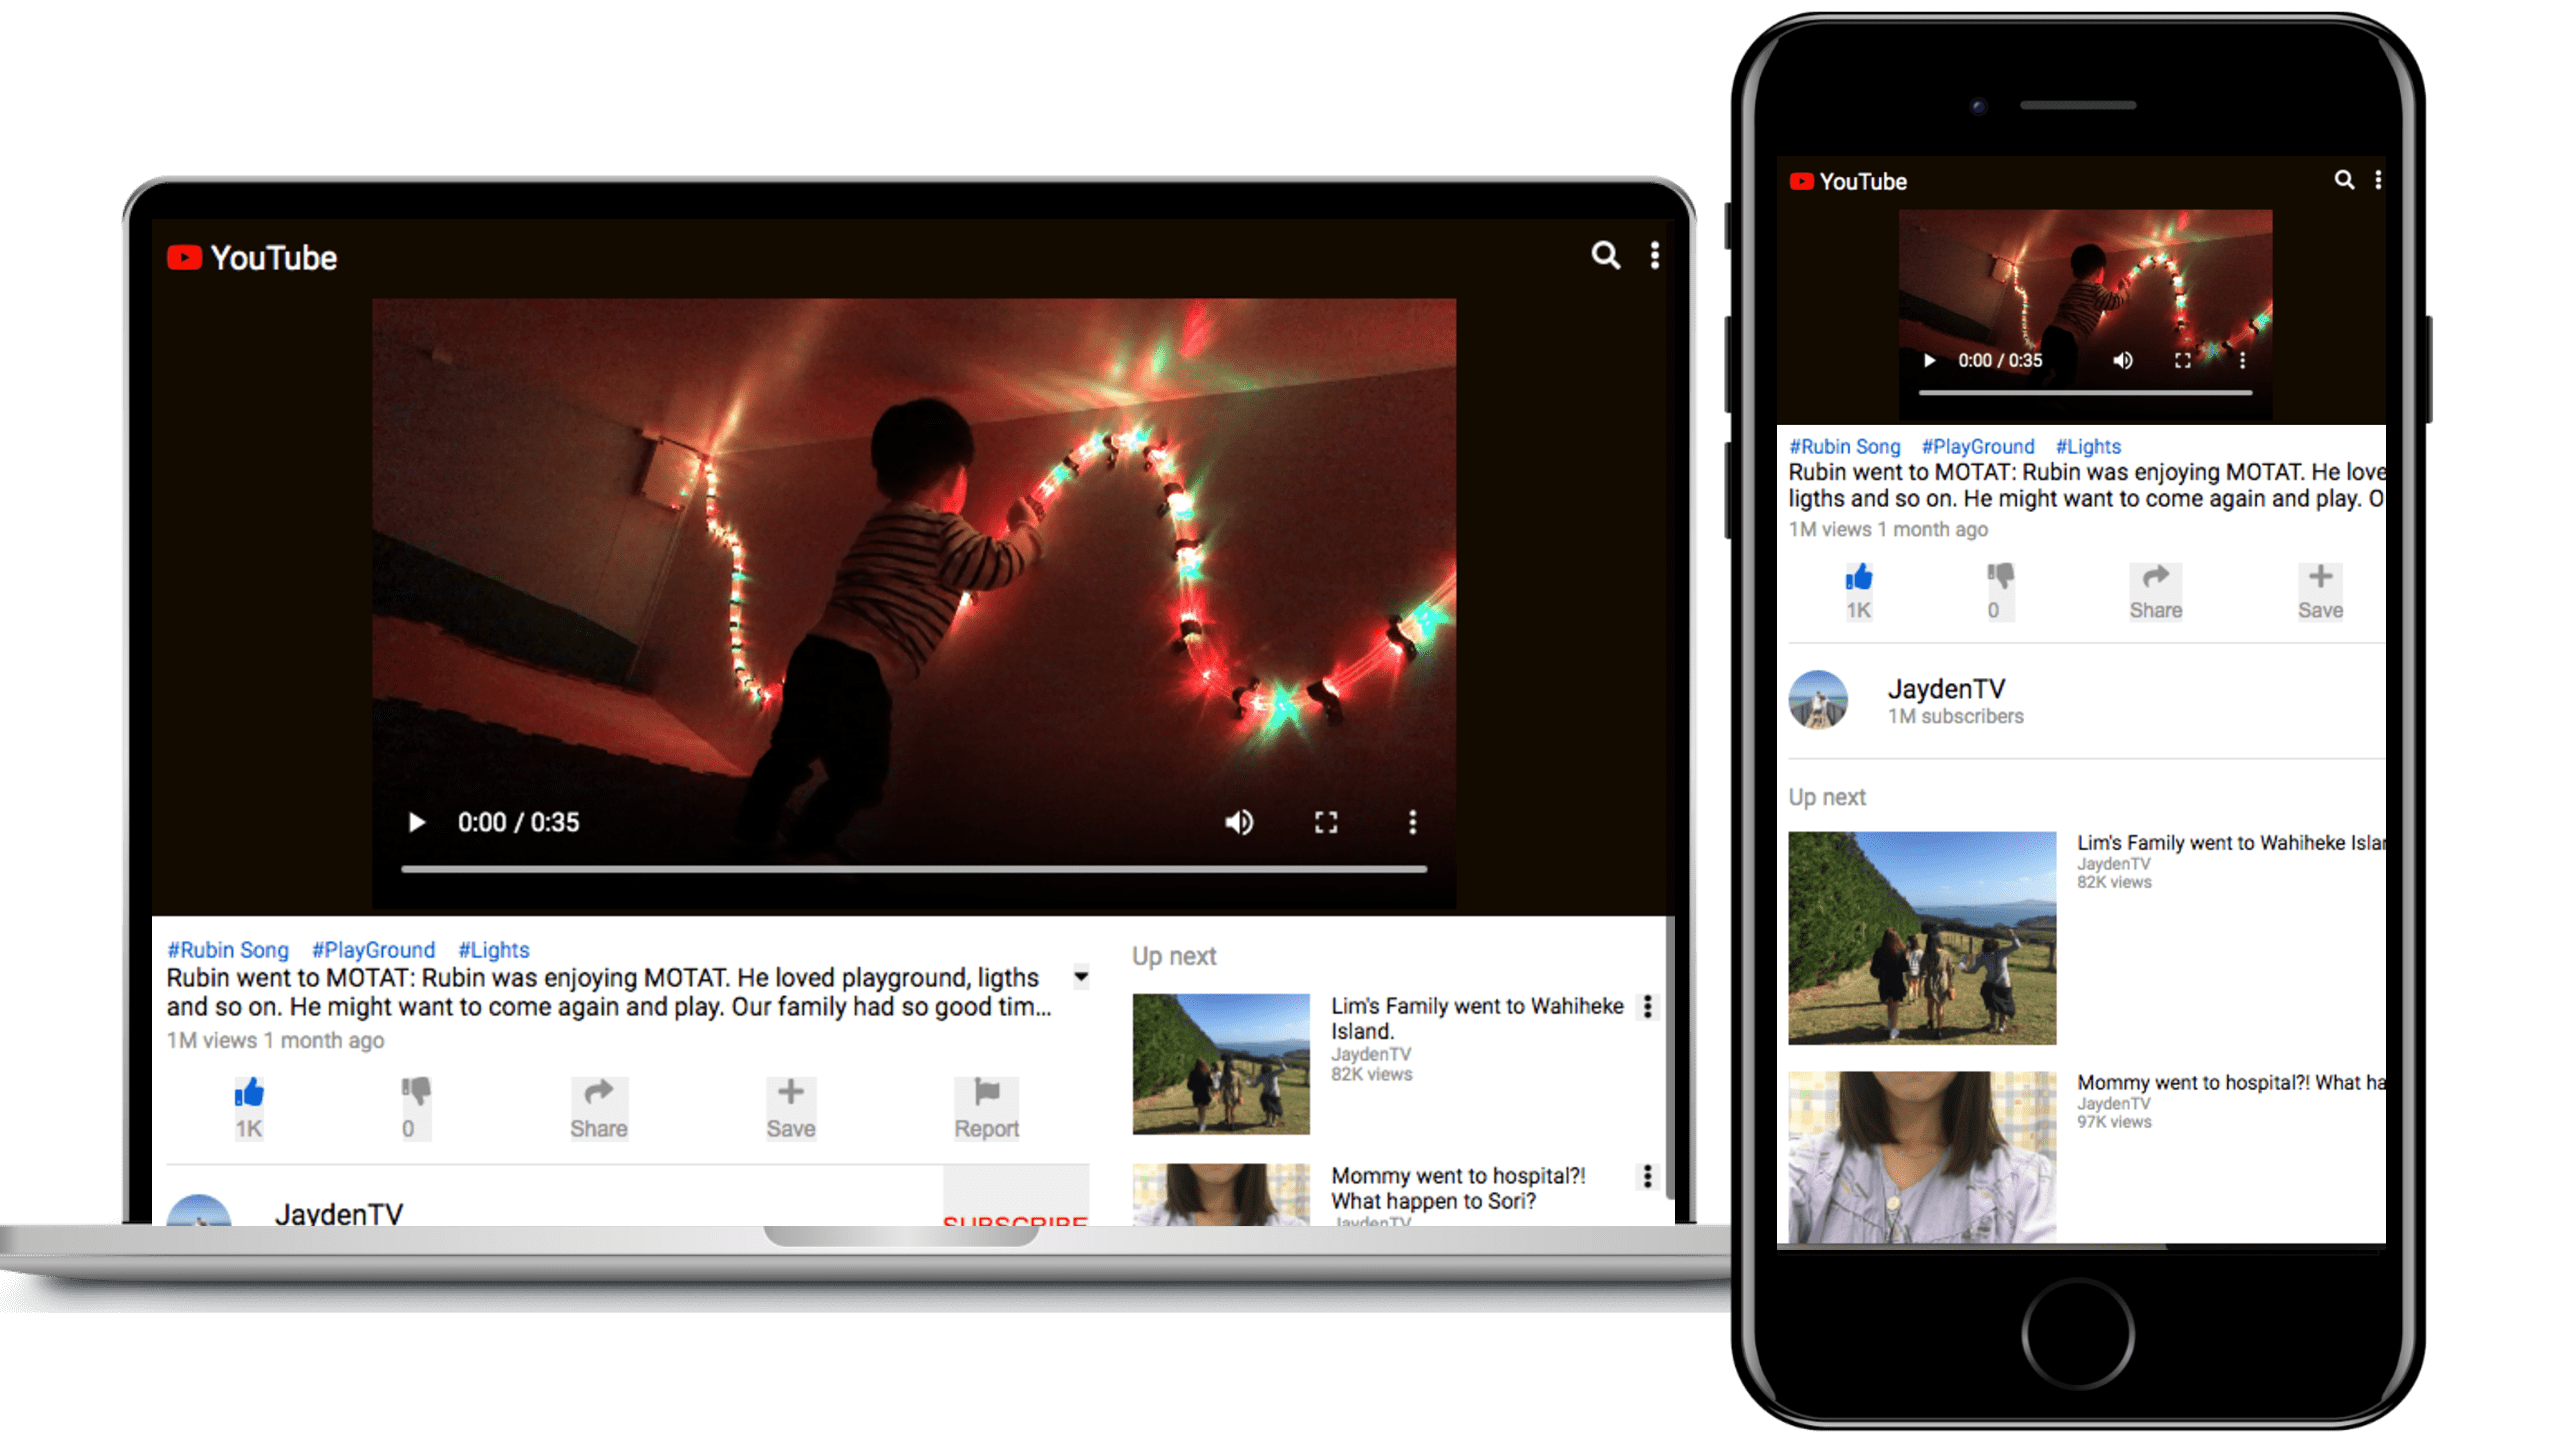 YouTube
0:00 / 0:35
#Rubin Song #PlayGround #Lights
Rubin went to MOTAT: Rubin was enjoying MOTAT. He loved playground, ligths
and so on. He might want to come again and play. Our family had so good tim...
1M views 1 month ago
1K
0
Share
Save
Report
JaydenTV
SUBSCRIBE
Up next
Lim's Family went to Wahiheke
Island.
JaydenTV
82K views
Mommy went to hospital?!
What happen to Sori?
JaydenTV
YouTube
0:00 / 0:35
#Rubin Song #PlayGround #Lights
Rubin went to MOTAT: Rubin was enjoying MOTAT. He love
ligths and so on. He might want to come again and play. O
1M views 1 month ago
1K
0
Share
Save
JaydenTV
1M subscribers
Up next
Lim's Family went to Wahiheke Islan
JaydenTV
82K views
Mommy went to hospital?! What ha
JaydenTV
97K views